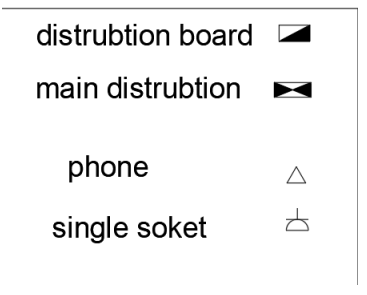 distrubtion board
main distrubtion
phone
single soket